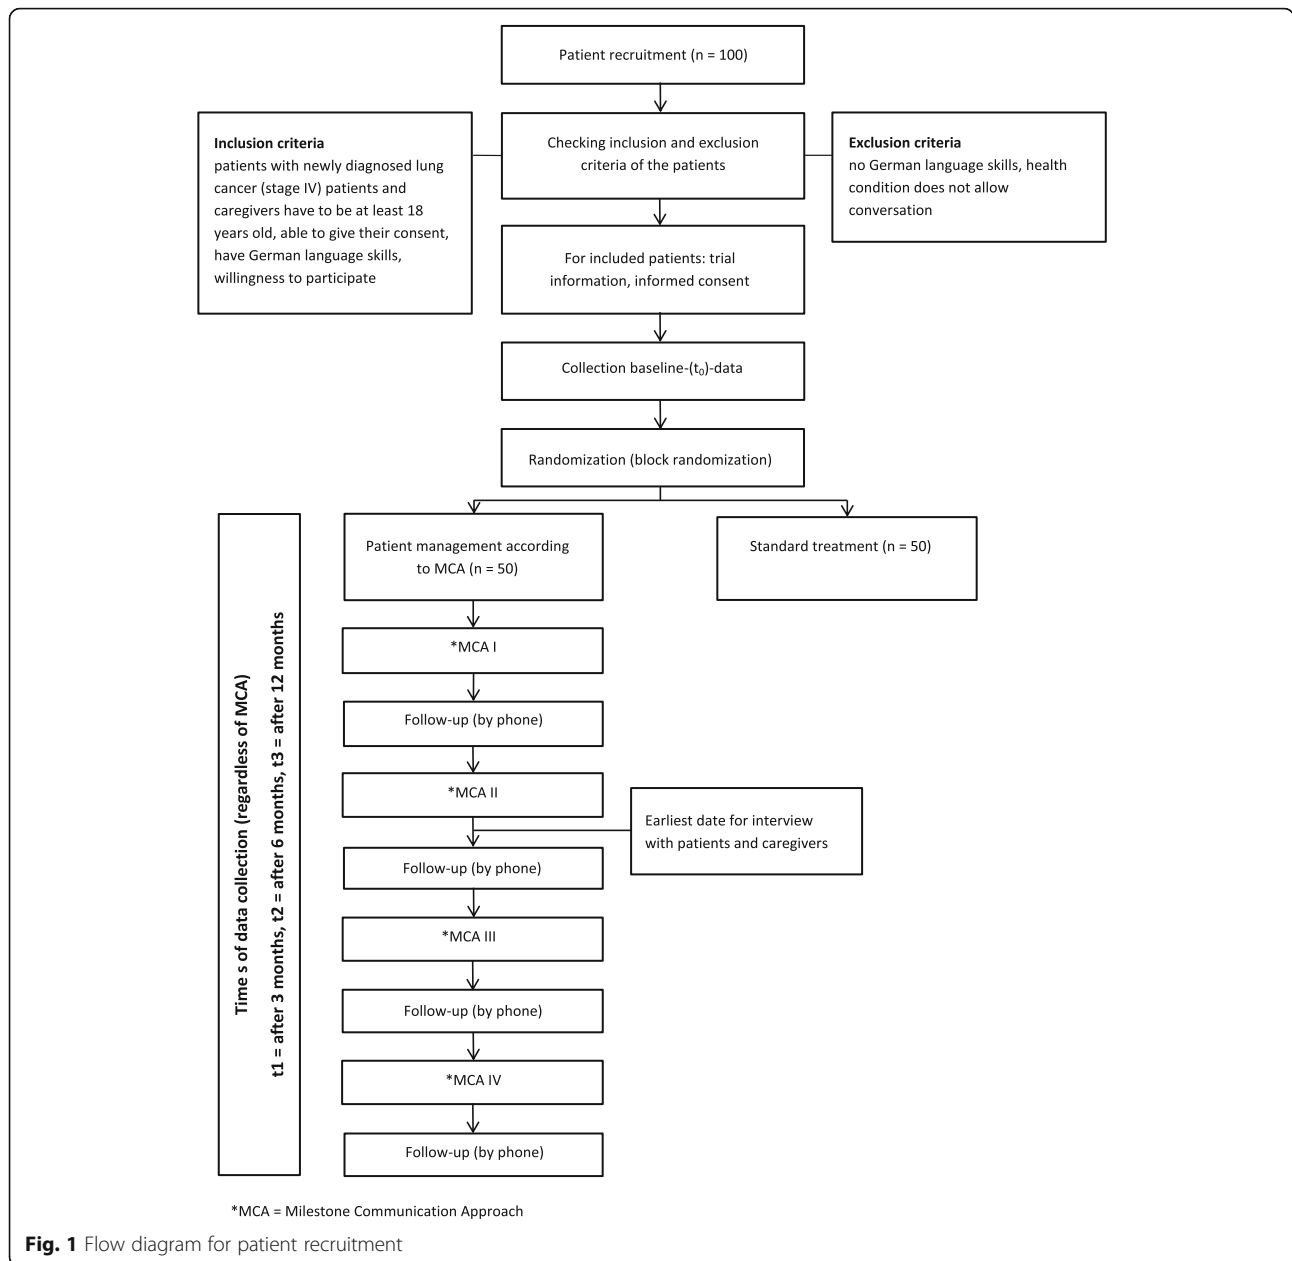 Patient recruitment (n = 100)
Inclusion criteria
patients with newly diagnosed lung
cancer (stage IV) patients and
caregivers have to be at least 18
years old, able to give their consent,
have German language skills,
willingness to participate
Checking inclusion and exclusion
criteria of the patients
Exclusion criteria
no German language skills, health
condition does not allow
conversation
For included patients: trial
information, informed consent
Collection baseline-(t₀)-data
Randomization (block randomization)
Time s of data collection (regardless of MCA)
t1 = after 3 months, t2 = after 6 months, t3 = after 12 months
Patient management according
to MCA (n = 50)
Standard treatment (n = 50)
*MCA I
Follow-up (by phone)
*MCA II
Earliest date for interview
with patients and caregivers
Follow-up (by phone)
*MCA III
Follow-up (by phone)
*MCA IV
Follow-up (by phone)
*MCA = Milestone Communication Approach
Fig. 1 Flow diagram for patient recruitment